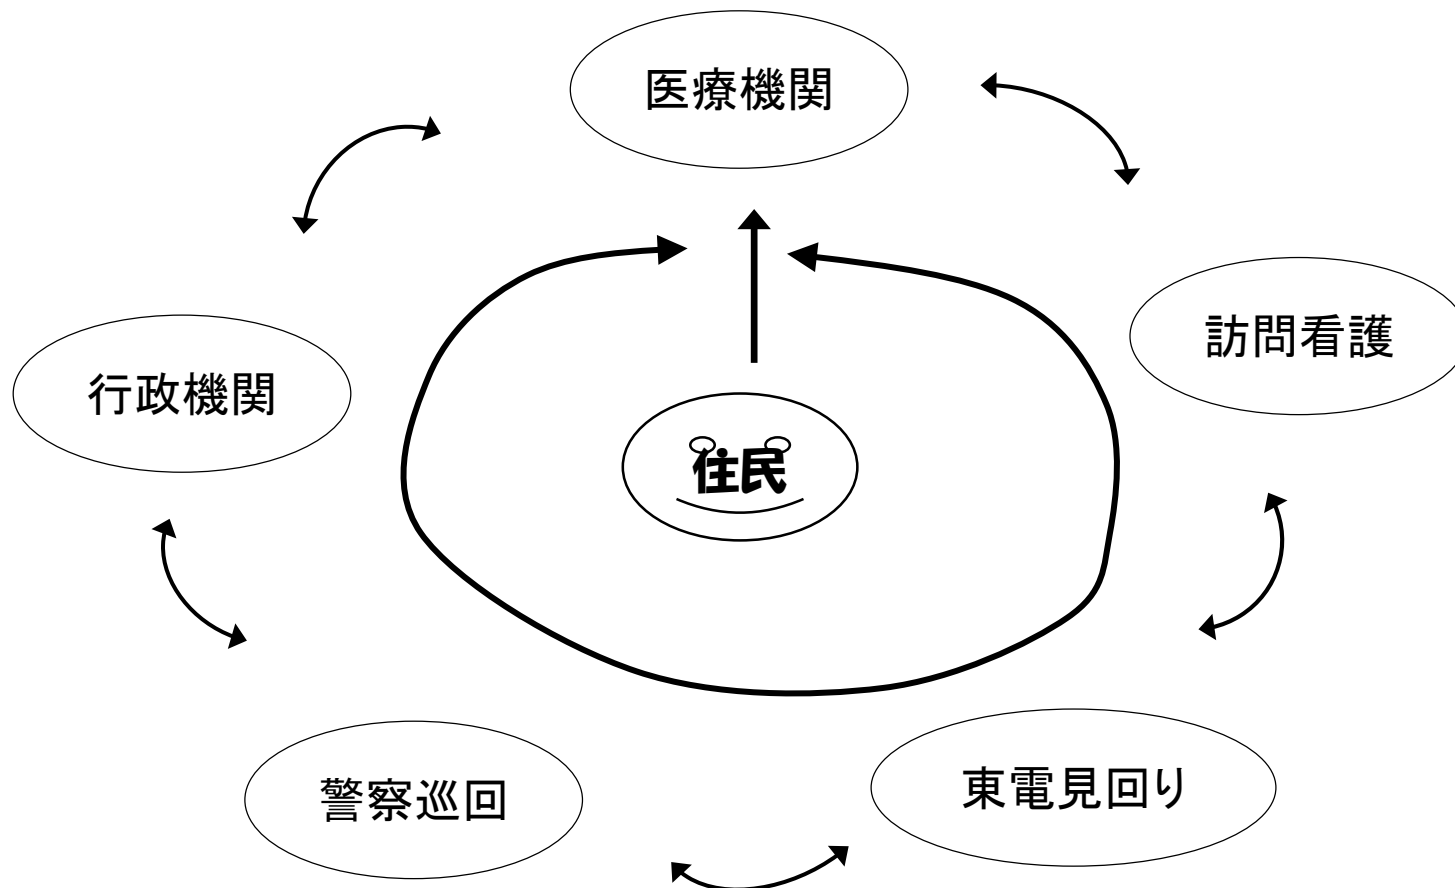 医療機関
訪問看護
行政機関
住民
東電見回り
警察巡回